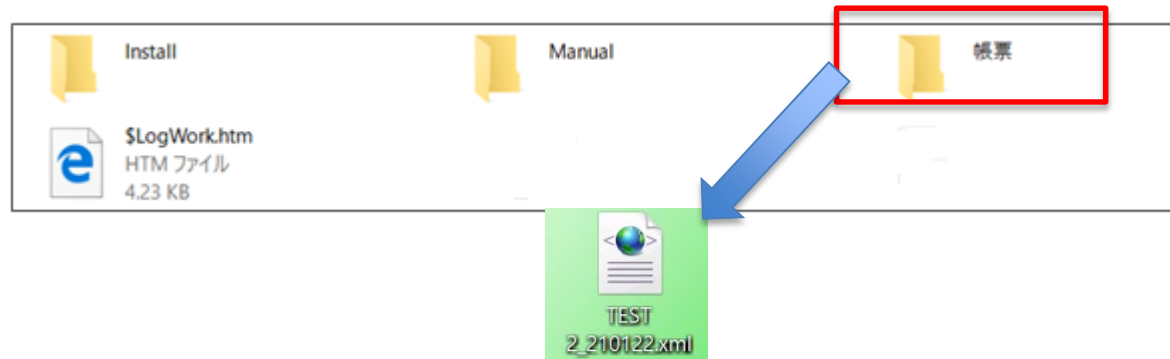 Install
Manual
帳票
$LogWork.htm
HTM ファイル
4.23 KB
TEST
2_210122.xml